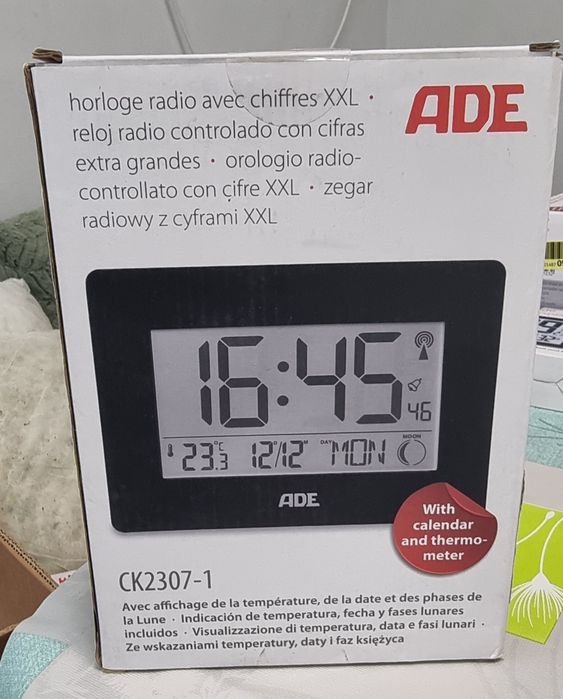 horloge radio avec chiffres XXL •
reloj radio controlado con cifras
extra grandes • orologio radio-
controllato con cifre XXL • zegar
radiowy z cyframi XXL
ADE
16:45
46
23.3 °C
12/12
DAY
MON
MOON
ADE
With
calendar
and thermo-
meter
CK2307-1
Avec affichage de la température, de la date et des phases de
la Lune • Indicación de temperatura, fecha y fases lunares
incluidos • Visualizzazione di temperatura, data e fasi lunari •
Ze wskazaniami temperatury, daty i faz księżyca